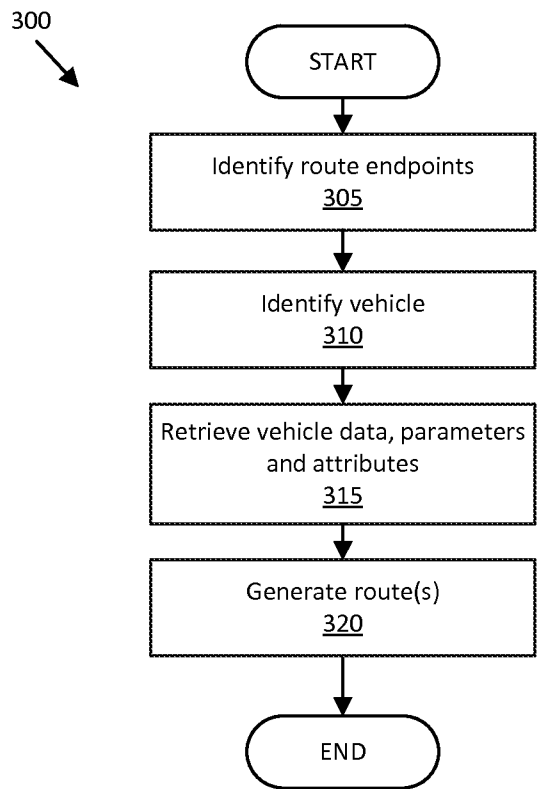 300
START
Identify route endpoints
305
Identify vehicle
310
Retrieve vehicle data, parameters
and attributes
315
Generate route(s)
320
END